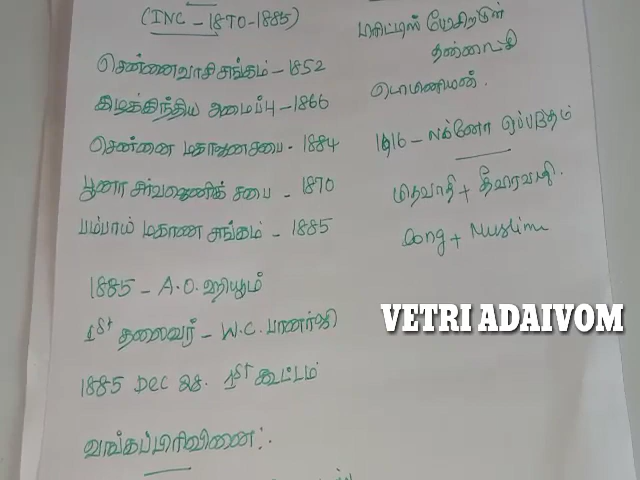 (INC - 1870-1885)
சென்னைவாசி சங்கம் - 1852
கிழக்கிந்திய அமைப்பு - 1866
சென்னை மகாஜனசபை - 1884
பூனா சர்வஜனிக் சபை - 1870
பம்பாய் மகாண சங்கம் - 1885
1885 - A.O. ஹியூம்
1st தலைவர் - W.C. பானர்ஜி
1885 Dec 28. 1st கூட்டம்
வங்கப்பிரிவினை:
தன்னாட்சி
டொமினியன்.
1916 - லக்னோ ஒப்பந்தம்
மிதவாதி + தீவிரவாதி.
Cong + Muslim
VETRI ADAIVOM